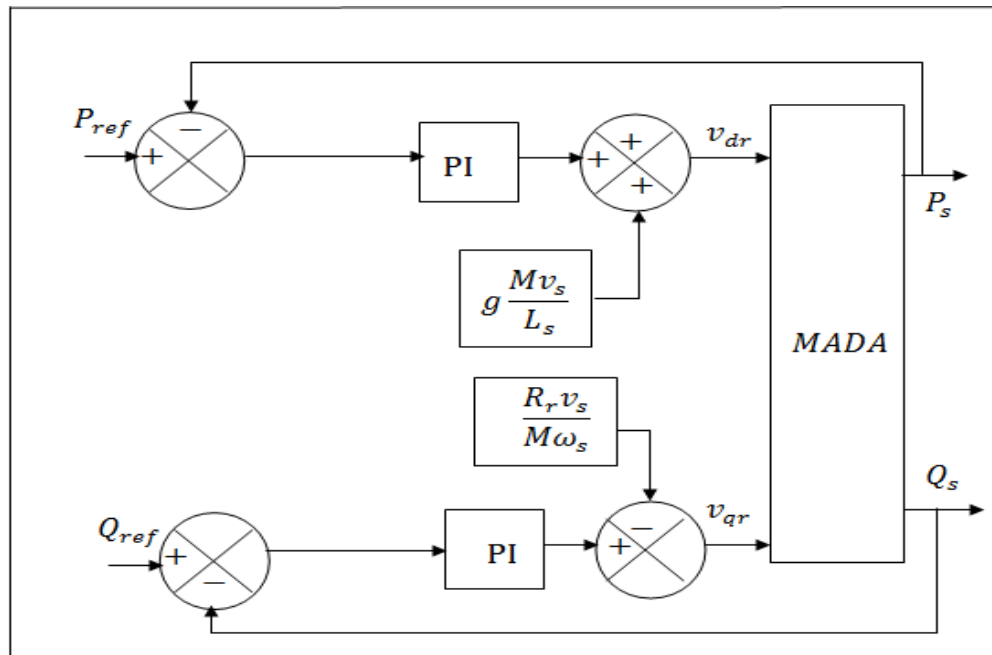 P_ref
+
−
PI
+
+
+
v_dr
P_s
g Mv_s / L_s
MADA
R_r v_s / Mω_s
Q_ref
+
−
PI
+
−
v_qr
Q_s